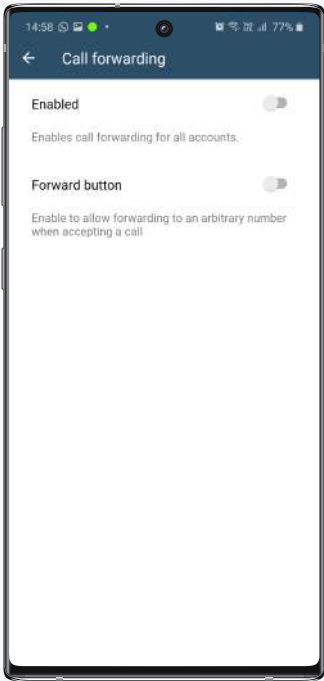 14:58 77%
Call forwarding
Enabled
Enables call forwarding for all accounts.
Forward button
Enable to allow forwarding to an arbitrary number
when accepting a call